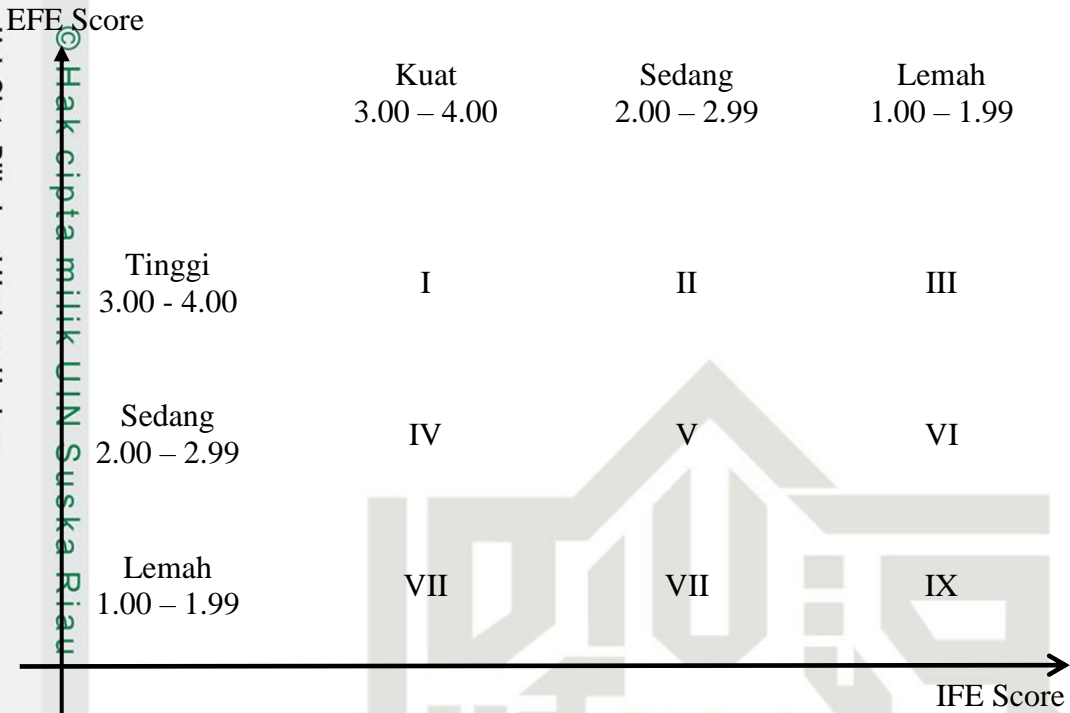 EFE Score
Kuat Sedang Lemah
3.00 – 4.00 2.00 – 2.99 1.00 – 1.99
Tinggi
3.00 - 4.00
I II III
Sedang
2.00 – 2.99
IV V VI
Lemah
1.00 – 1.99
VII VII IX
IFE Score
© Hak cipta milik UIN Suska Riau